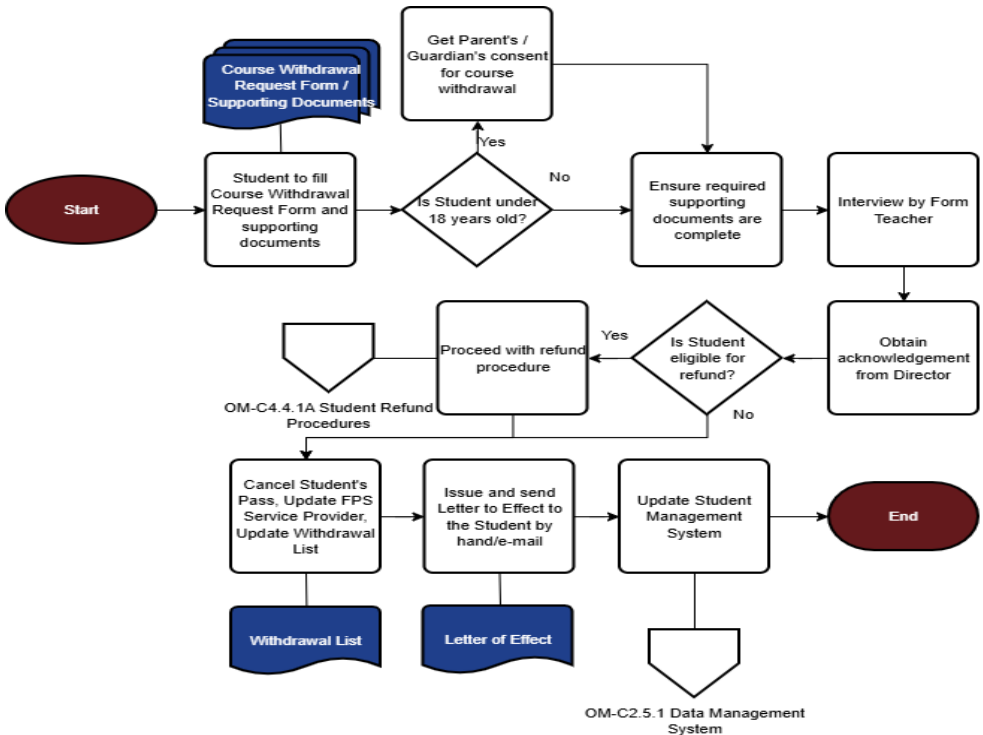 Course Withdrawal
Request Form /
Supporting Documents
Get Parent's /
Guardian's consent
for course
withdrawal
Yes
Start
Student to fill
Course Withdrawal
Request Form and
supporting
documents
Is Student under
18 years old?
No
Ensure required
supporting
documents are
complete
Interview by Form
Teacher
Obtain
acknowledgement
from Director
Is Student
eligible for
refund?
Yes
No
Proceed with refund
procedure
OM-C4.4.1A Student Refund
Procedures
Cancel Student's
Pass, Update FPS
Service Provider,
Update Withdrawal
List
Issue and send
Letter to Effect to
the Student by
hand/e-mail
Update Student
Management
System
End
Withdrawal List
Letter of Effect
OM-C2.5.1 Data Management
System